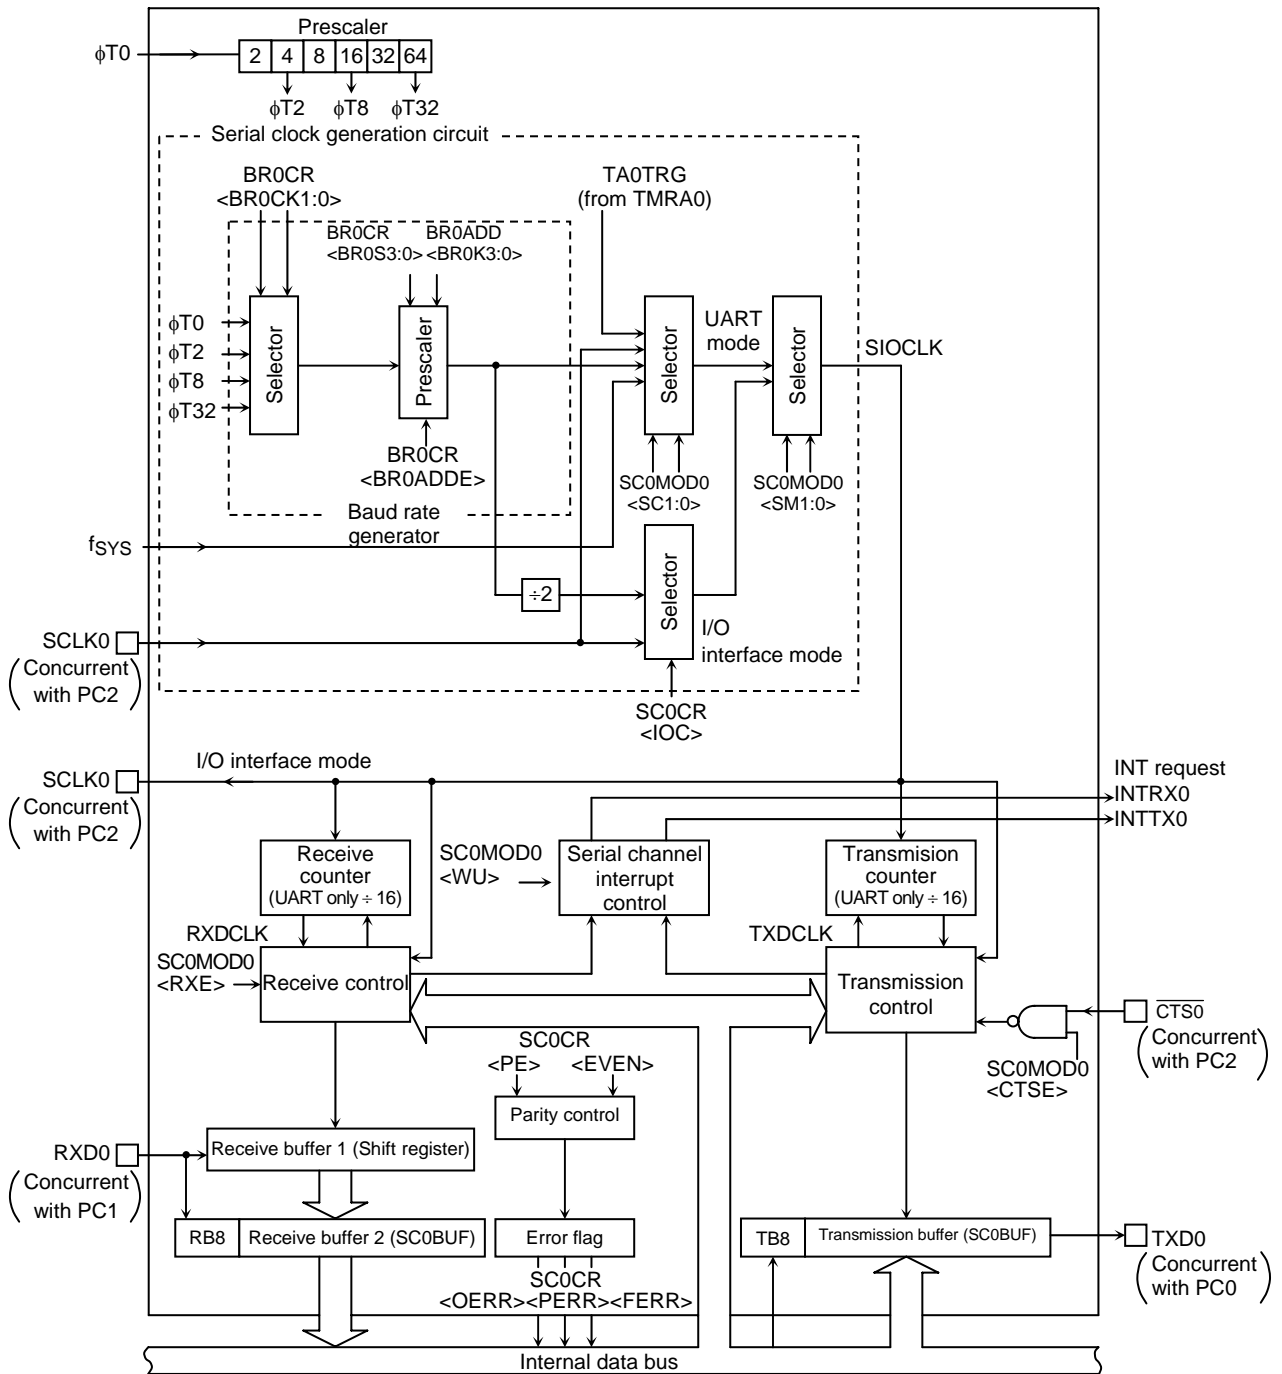 Prescaler
ϕT0
2 4 8 16 32 64
ϕT2 ϕT8 ϕT32
Serial clock generation circuit
BR0CR
<BR0CK1:0>
TA0TRG
(from TMRA0)
BR0CR
<BR0S3:0>
BR0ADD
<BR0K3:0>
ϕT0
ϕT2
ϕT8
ϕT32
Selector
Prescaler
Selector
UART
mode
Selector
SIOCLK
BR0CR
<BR0ADDE>
SC0MOD0
<SC1:0>
SC0MOD0
<SM1:0>
Baud rate
generator
fSYS
÷2
Selector
I/O
interface mode
SCLK0
(Concurrent
with PC2)
SC0CR
<IOC>
SCLK0
(Concurrent
with PC2)
I/O interface mode
INT request
INTRX0
INTTX0
Receive
counter
(UART only ÷ 16)
SC0MOD0
<WU>
Serial channel
interrupt
control
Transmision
counter
(UART only ÷ 16)
RXDCLK
TXDCLK
SC0MOD0
<RXE>
Receive control
Transmission
control
CTS0
(Concurrent
with PC2)
SC0MOD0
<CTSE>
SC0CR
<PE> <EVEN>
Parity control
RXD0
(Concurrent
with PC1)
Receive buffer 1 (Shift register)
RB8 Receive buffer 2 (SC0BUF)
Error flag
TB8 Transmission buffer (SC0BUF)
TXD0
(Concurrent
with PC0)
SC0CR
<OERR><PERR><FERR>
Internal data bus